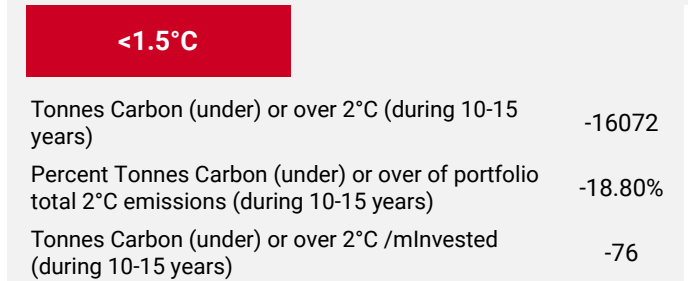 <1.5°C
Tonnes Carbon (under) or over 2°C (during 10-15
years)
-16072
Percent Tonnes Carbon (under) or over of portfolio
total 2°C emissions (during 10-15 years)
-18.80%
Tonnes Carbon (under) or over 2°C /mInvested
(during 10-15 years)
-76